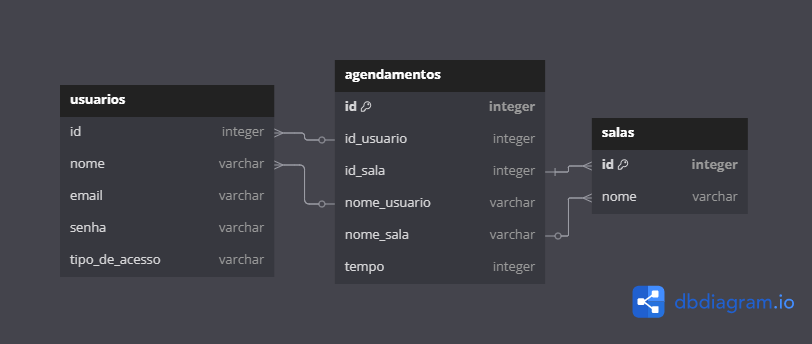 usuarios
id integer
nome varchar
email varchar
senha varchar
tipo_de_acesso varchar
agendamentos
id integer
id_usuario integer
id_sala integer
nome_usuario varchar
nome_sala varchar
tempo integer
salas
id integer
nome varchar
dbdiagram.io